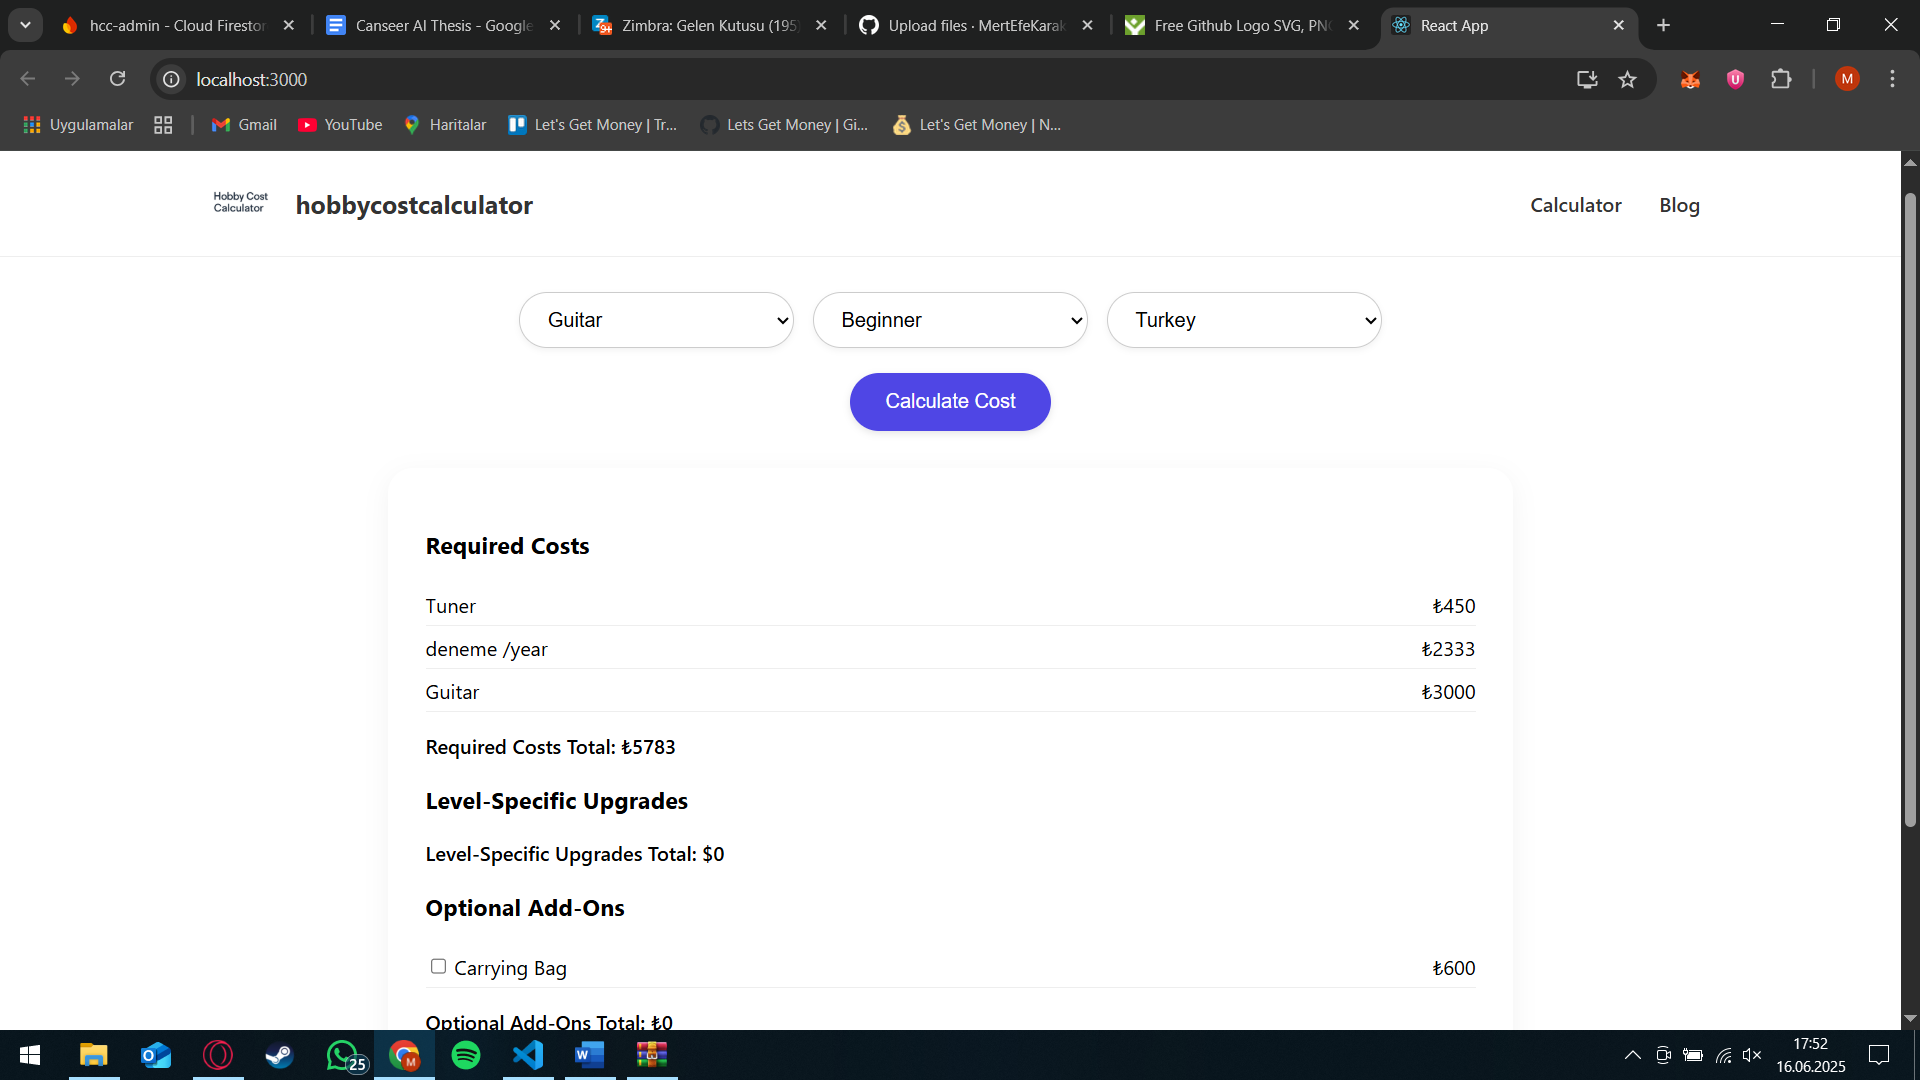 hcc-admin - Cloud Firestor
Canseer AI Thesis - Google
Zimbra: Gelen Kutusu (195)
Upload files · MertEfeKarak
Free Github Logo SVG, PN
React App
localhost:3000
M
Uygulamalar
Gmail
YouTube
Haritalar
Let's Get Money | Tr...
Lets Get Money | Gi...
Let's Get Money | N...
Hobby Cost
Calculator
hobbycostcalculator
Calculator
Blog
Guitar
Beginner
Turkey
Calculate Cost
Required Costs
Tuner ₺450
deneme /year ₺2333
Guitar ₺3000
Required Costs Total: ₺5783
Level-Specific Upgrades
Level-Specific Upgrades Total: $0
Optional Add-Ons
Carrying Bag ₺600
Optional Add-Ons Total: ₺0
25
17:52
16.06.2025